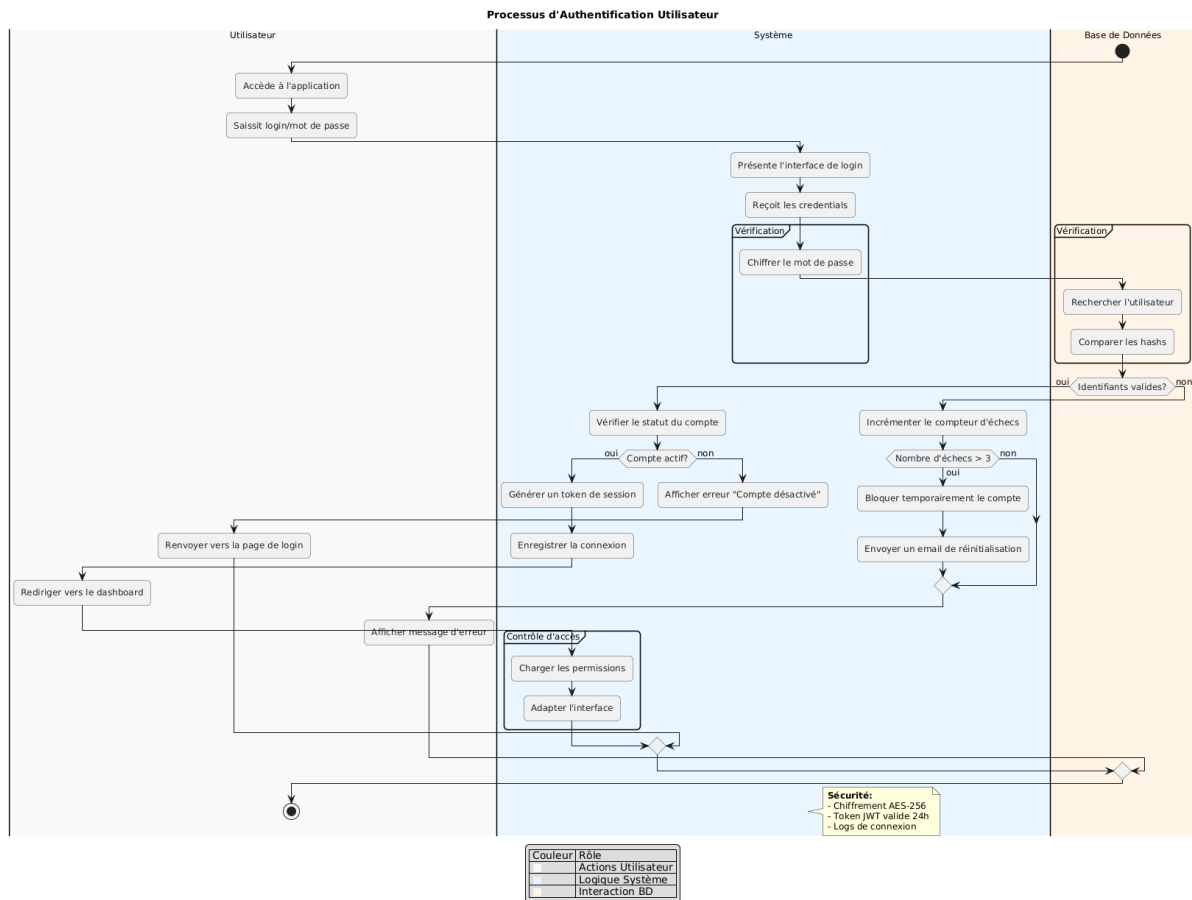 Processus d'Authentification Utilisateur
Utilisateur
Système
Base de Données
Accède à l'application
Saissit login/mot de passe
Présente l'interface de login
Reçoit les credentials
Vérification
Vérification
Chiffrer le mot de passe
Rechercher l'utilisateur
Comparer les hashs
oui
Identifiants valides?
non
Vérifier le statut du compte
Incrémenter le compteur d'échecs
oui
Compte actif?
non
Nombre d'échecs > 3
non
oui
Générer un token de session
Afficher erreur "Compte désactivé"
Bloquer temporairement le compte
Renvoyer vers la page de login
Enregistrer la connexion
Envoyer un email de réinitialisation
Rediriger vers le dashboard
Afficher message d'erreur
Contrôle d'accès
Charger les permissions
Adapter l'interface
Sécurité:
- Chiffrement AES-256
- Token JWT valide 24h
- Logs de connexion
Couleur Rôle
Actions Utilisateur
Logique Système
Interaction BD